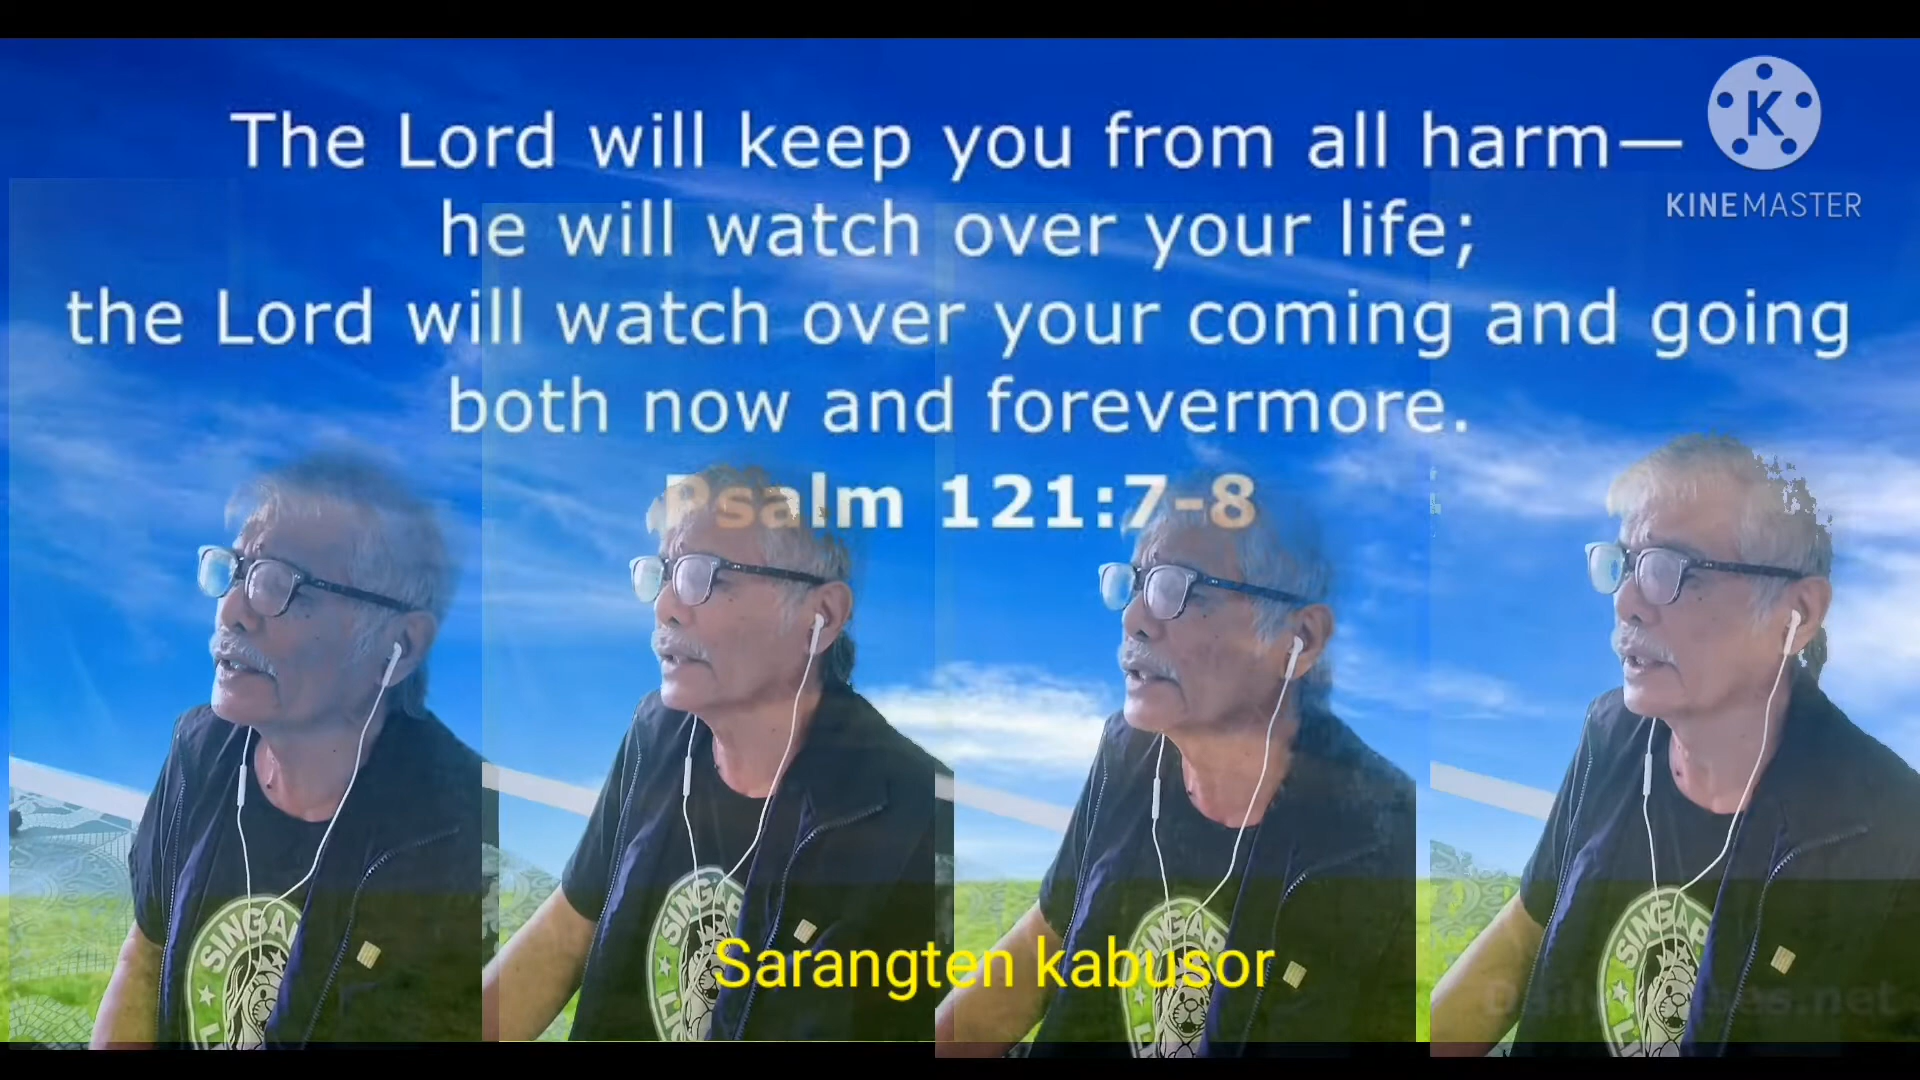 The Lord will keep you from all harm—
he will watch over your life;
the Lord will watch over your coming and going
both now and forevermore.
Psalm 121:7-8
KINEMASTER
Sarangten kabusor